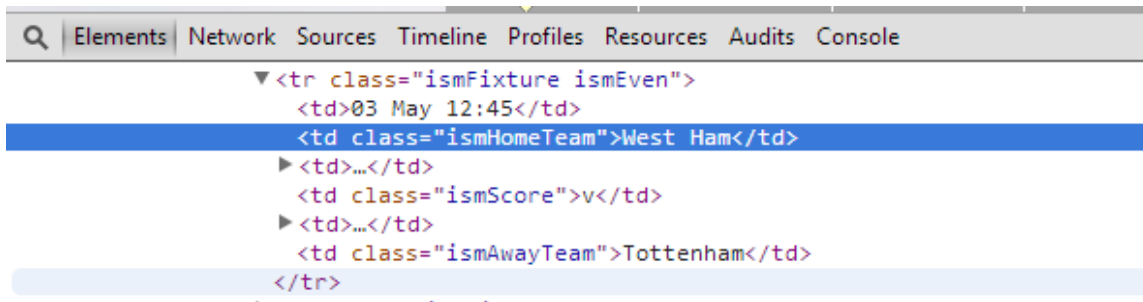 Elements Network Sources Timeline Profiles Resources Audits Console
▼<tr class="ismFixture ismEven">
<td>03 May 12:45</td>
<td class="ismHomeTeam">West Ham</td>
▶<td>…</td>
<td class="ismScore">v</td>
▶<td>…</td>
<td class="ismAwayTeam">Tottenham</td>
</tr>